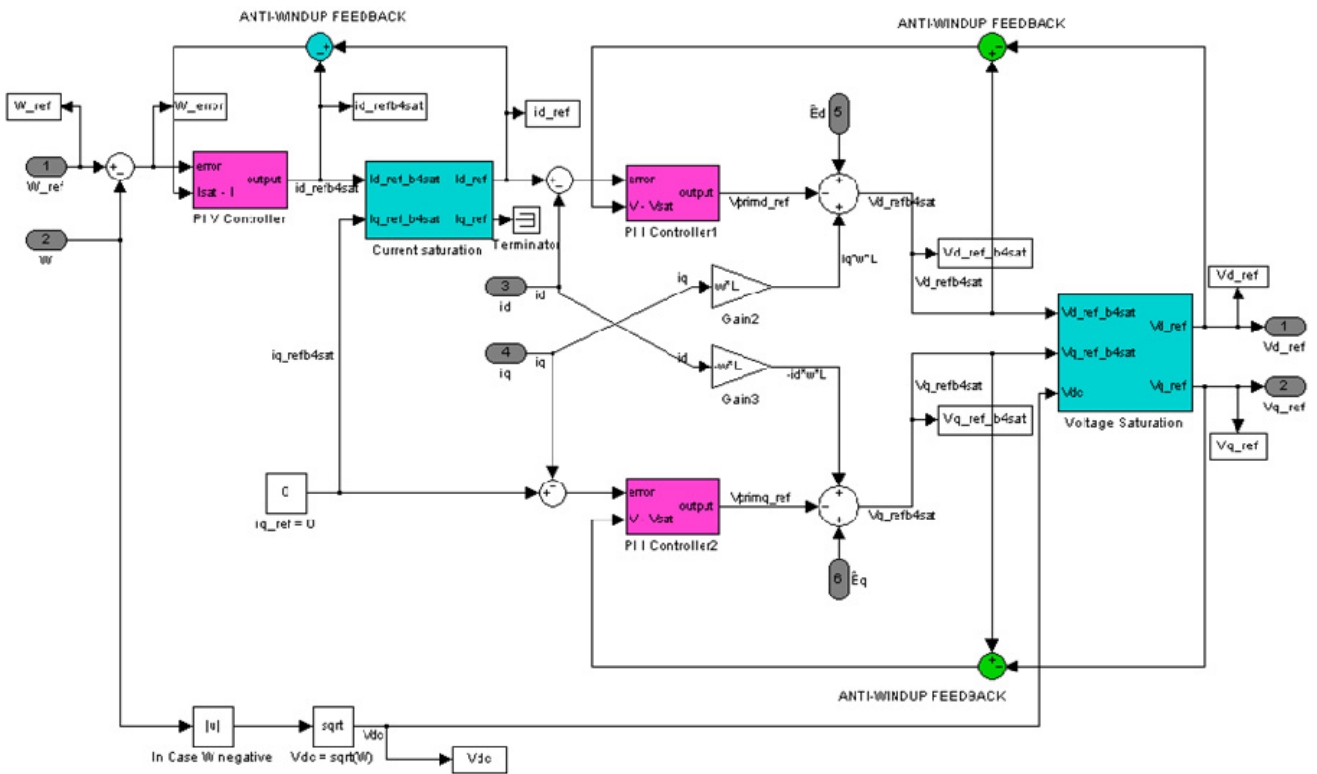 ANTI-WINDUP FEEDBACK
ANTI-WINDUP FEEDBACK
W_ref
W_error
id_refb4sat
id_ref
Êd
5
1
W_ref
error
output
Isat - I
PI V Controller
id_refb4sat
Id_ref_b4sat
Id_ref
Iq_ref_b4sat
Iq_ref
Current saturation
Terminator
error
output
V - Vsat
PI I Controller1
Vprimd_ref
Vd_refb4sat
2
W
iq*w*L
Vd_ref_b4sat
Vd_refb4sat
Vd_ref
3
id
id
iq
w*L
Gain2
Vd_ref_b4sat
Vd_ref
Vq_ref_b4sat
Vq_ref
Vdc
Voltage Saturation
1
Vd_ref
2
Vq_ref
4
iq
iq
id
-w*L
Gain3
-id*w*L
iq_refb4sat
Vq_refb4sat
Vq_ref_b4sat
Vq_ref
0
iq_ref = 0
error
output
V - Vsat
PI I Controller2
Vprimq_ref
Vq_refb4sat
6
Êq
ANTI-WINDUP FEEDBACK
|u|
In Case W negative
sqrt
Vdc = sqrt(W)
Vdc
Vdc